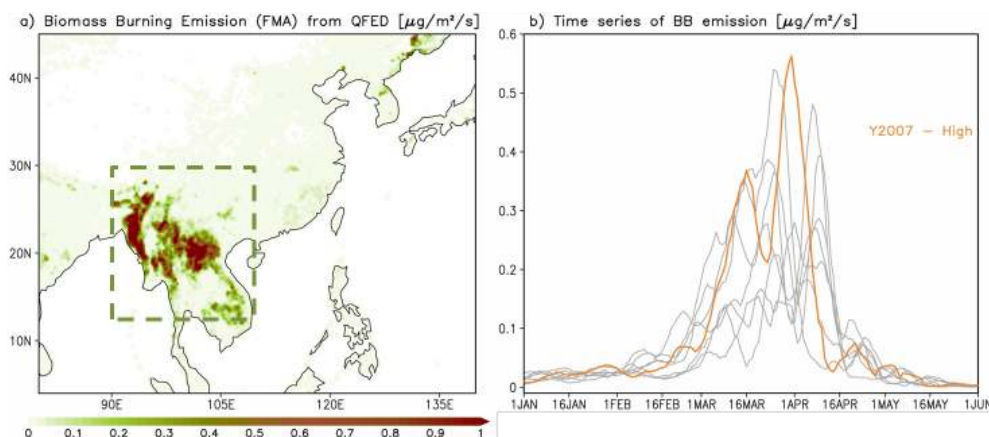 a) Biomass Burning Emission (FMA) from QFED [µg/m²/s]
40N
30N
20N
10N
90E 105E 120E 135E
0 0.1 0.2 0.3 0.4 0.5 0.6 0.7 0.8 0.9 1
b) Time series of BB emission [µg/m²/s]
0.6
0.5
0.4
0.3
0.2
0.1
0
Y2007 – High
1JAN 16JAN 1FEB 16FEB 1MAR 16MAR 1APR 16APR 1MAY 16MAY 1JUN